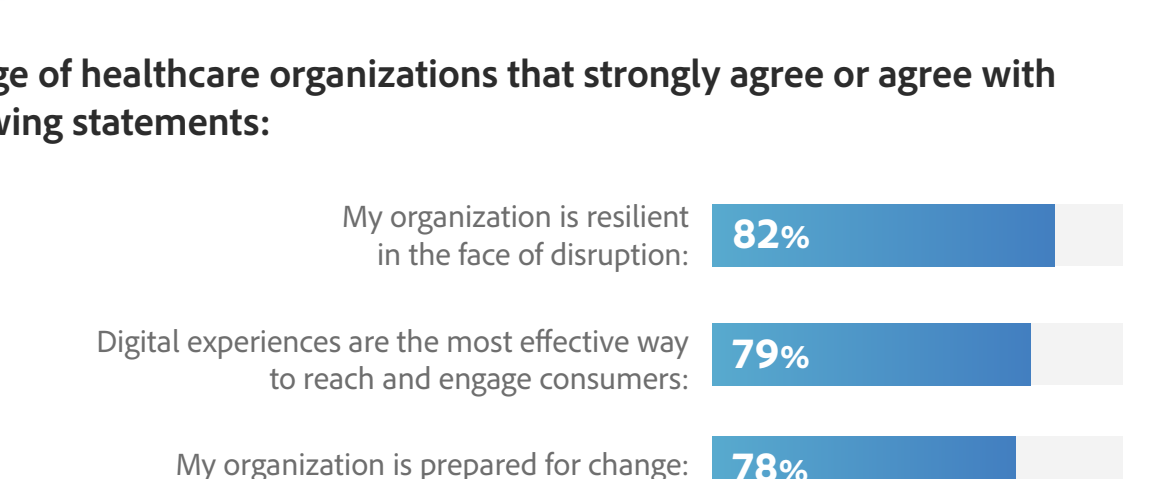 of healthcare organizations that strongly agree or agree with
statements:
My organization is resilient
in the face of disruption:
82%
Digital experiences are the most effective way
to reach and engage consumers:
79%
My organization is prepared for change:
78%